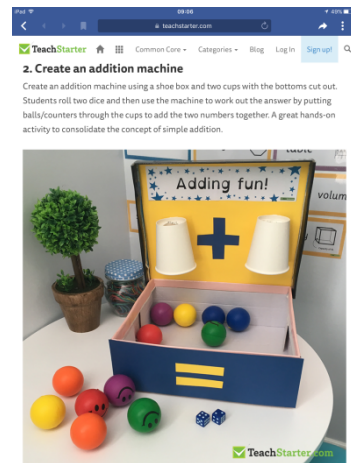 iPad 09:06 49%
teachstarter.com
TeachStarter Common Core Categories Blog Log In Sign up!
2. Create an addition machine
Create an addition machine using a shoe box and two cups with the bottoms cut out.
Students roll two dice and then use the machine to work out the answer by putting
balls/counters through the cups to add the two numbers together. A great hands-on
activity to consolidate the concept of simple addition.
Adding fun!
+
volum
=
TeachStarter.com